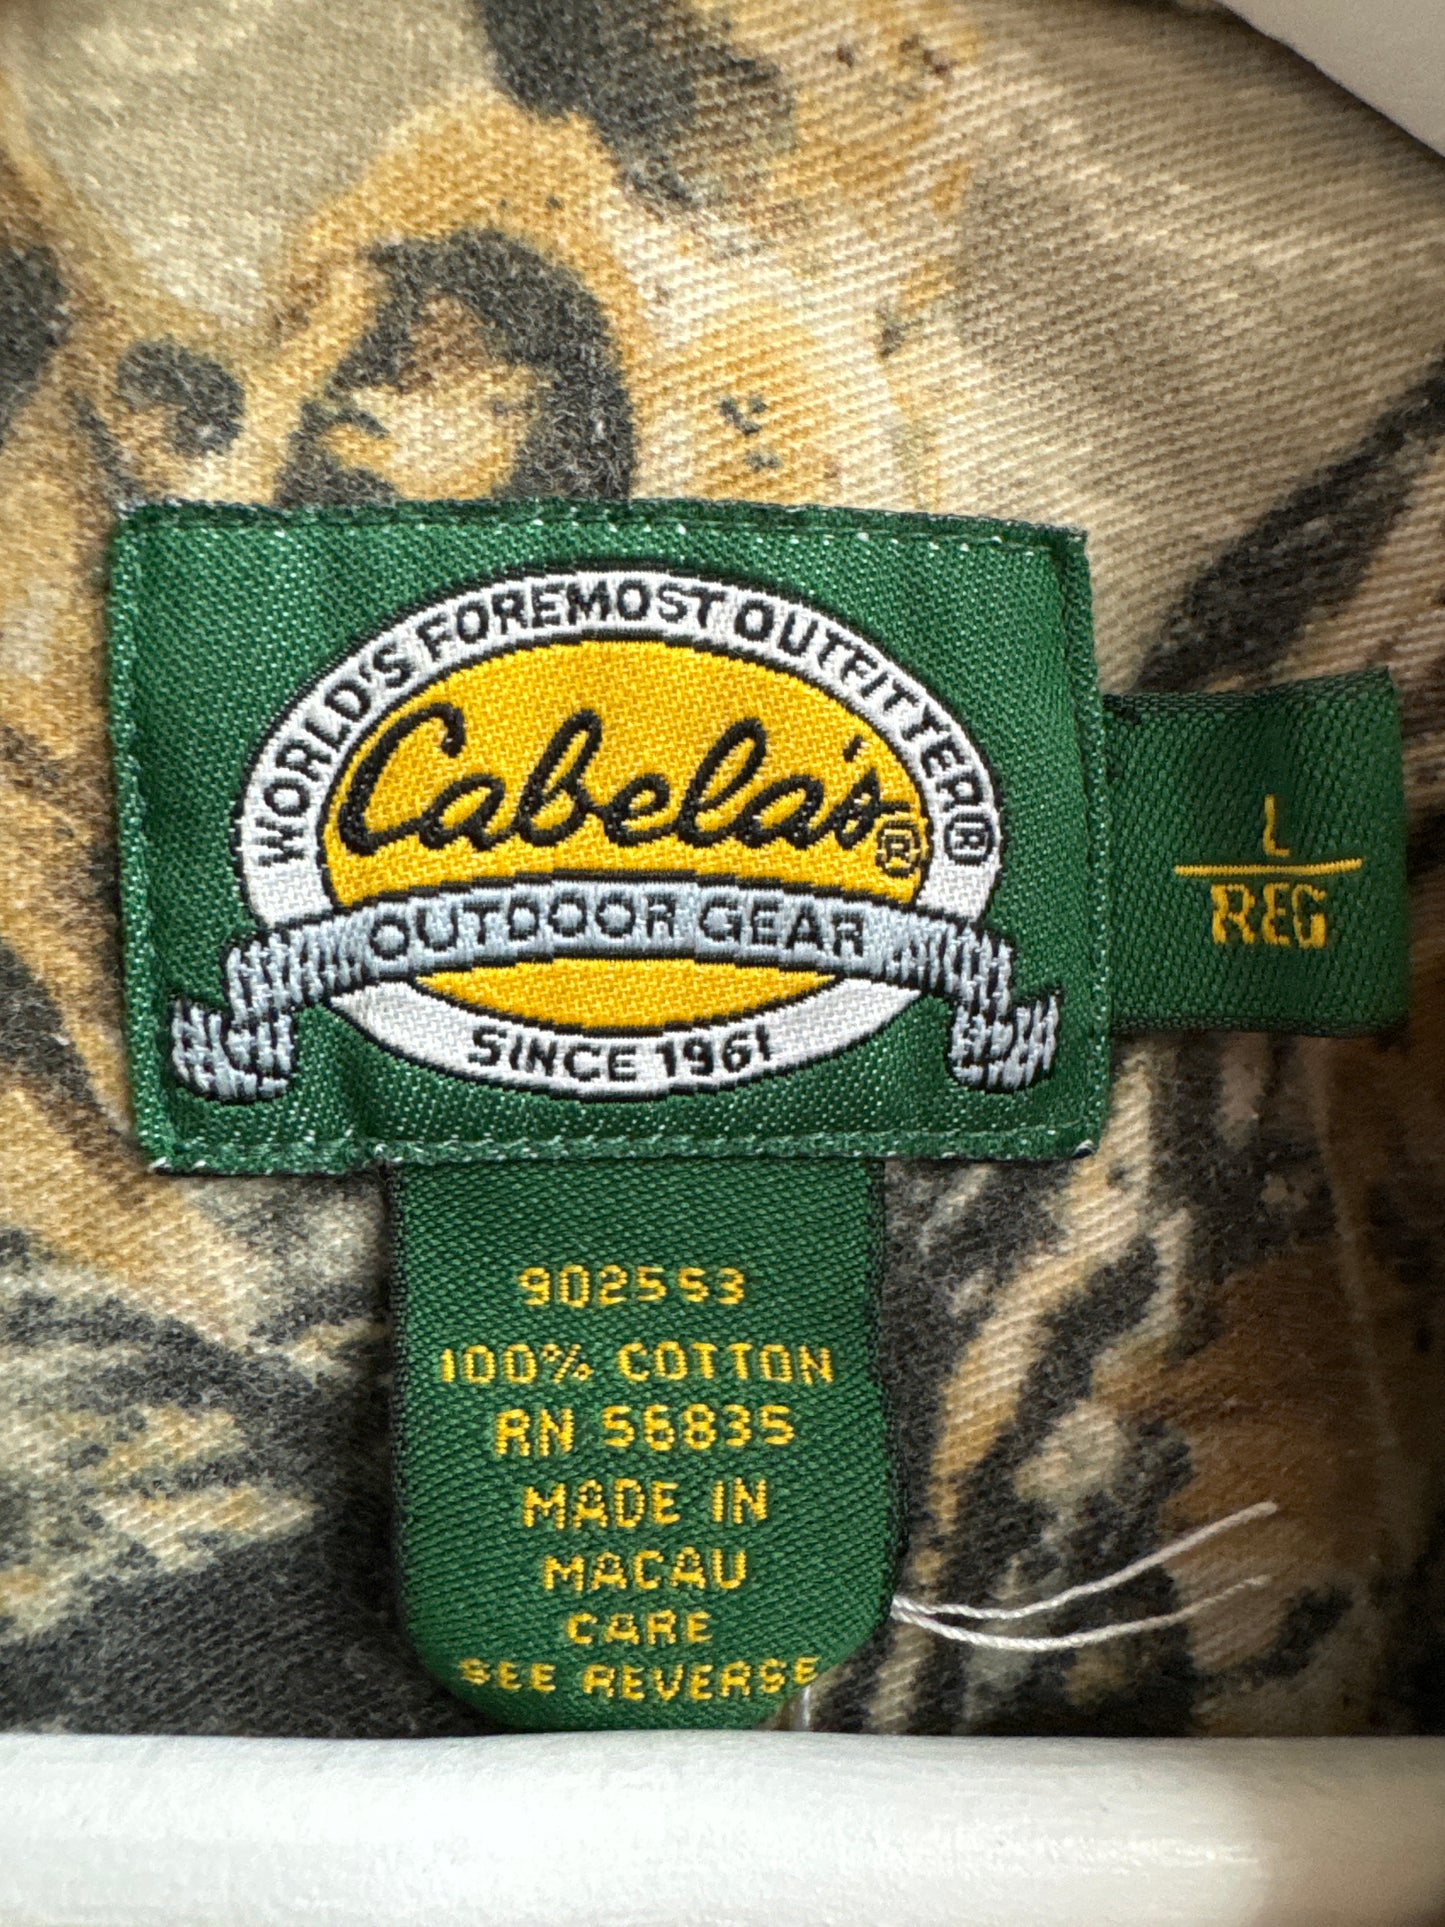 WORLD'S FOREMOST OUTFITTER®
Cabela's®
OUTDOOR GEAR
SINCE 1961
L
REG
902553
100% COTTON
RN 56835
MADE IN
MACAU
CARE
SEE REVERSE